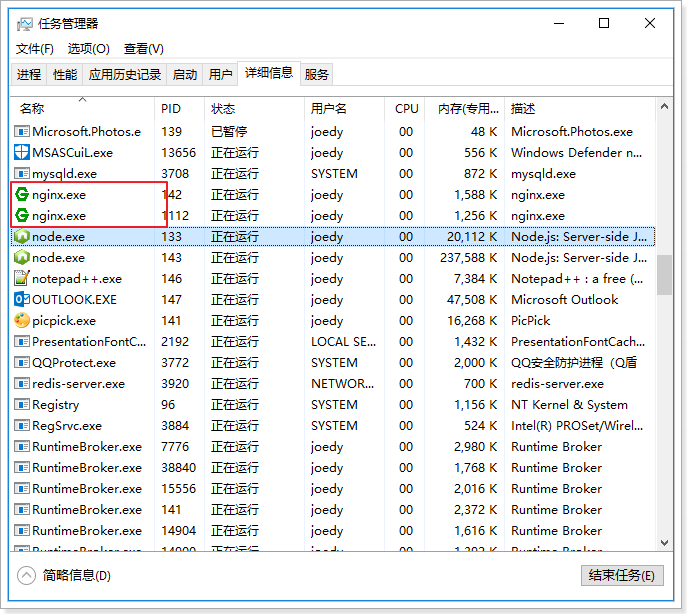 任务管理器
文件(F) 选项(O) 查看(V)
进程 性能 应用历史记录 启动 用户 详细信息 服务
名称 PID 状态 用户名 CPU 内存(专用... 描述
Microsoft.Photos.e 139 已暂停 joedy 00 48 K Microsoft.Photos.exe
MSASCuiL.exe 13656 正在运行 joedy 00 556 K Windows Defender n...
mysqld.exe 3708 正在运行 SYSTEM 00 872 K mysqld.exe
nginx.exe 142 正在运行 joedy 00 1,588 K nginx.exe
nginx.exe 1112 正在运行 joedy 00 1,256 K nginx.exe
node.exe 133 正在运行 joedy 00 20,112 K Node.js: Server-side J...
node.exe 143 正在运行 joedy 00 237,588 K Node.js: Server-side J...
notepad++.exe 146 正在运行 joedy 00 7,384 K Notepad++ : a free (...
OUTLOOK.EXE 147 正在运行 joedy 00 47,508 K Microsoft Outlook
picpick.exe 141 正在运行 joedy 00 16,268 K PicPick
PresentationFontC... 2192 正在运行 LOCAL SE... 00 1,432 K PresentationFontCach...
QQProtect.exe 3772 正在运行 SYSTEM 00 2,000 K QQ安全防护进程（Q盾
redis-server.exe 3920 正在运行 NETWOR... 00 700 K redis-server.exe
Registry 96 正在运行 SYSTEM 00 1,156 K NT Kernel & System
RegSrvc.exe 3884 正在运行 SYSTEM 00 524 K Intel(R) PROSet/Wirel...
RuntimeBroker.exe 7776 正在运行 joedy 00 2,980 K Runtime Broker
RuntimeBroker.exe 38840 正在运行 joedy 00 1,768 K Runtime Broker
RuntimeBroker.exe 15556 正在运行 joedy 00 2,016 K Runtime Broker
RuntimeBroker.exe 141 正在运行 joedy 00 2,372 K Runtime Broker
RuntimeBroker.exe 14904 正在运行 joedy 00 1,616 K Runtime Broker
RuntimeBroker.exe 正在运行 joedy 00 Runtime Broker
简略信息(D) 结束任务(E)